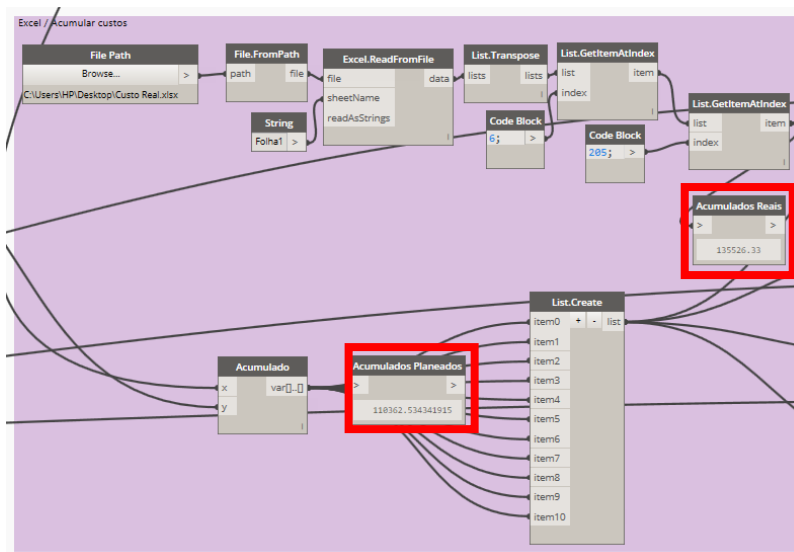 Excel / Acumular custos
File Path
Browse...
>
C:\Users\HP\Desktop\Custo Real.xlsx
File.FromPath
path
file
String
Folha1
>
Excel.ReadFromFile
file
data
sheetName
readAsStrings
List.Transpose
lists
lists
l
Code Block
6;
>
List.GetItemAtIndex
list
item
index
l
Code Block
205;
>
List.GetItemAtIndex
list
item
index
l
Acumulados Reais
>
>
135526.33
Acumulado
x
var[]..[]
y
l
Acumulados Planeados
>
>
110362.534341915
List.Create
item0
+
-
list
item1
item2
item3
item4
item5
item6
item7
item8
item9
item10